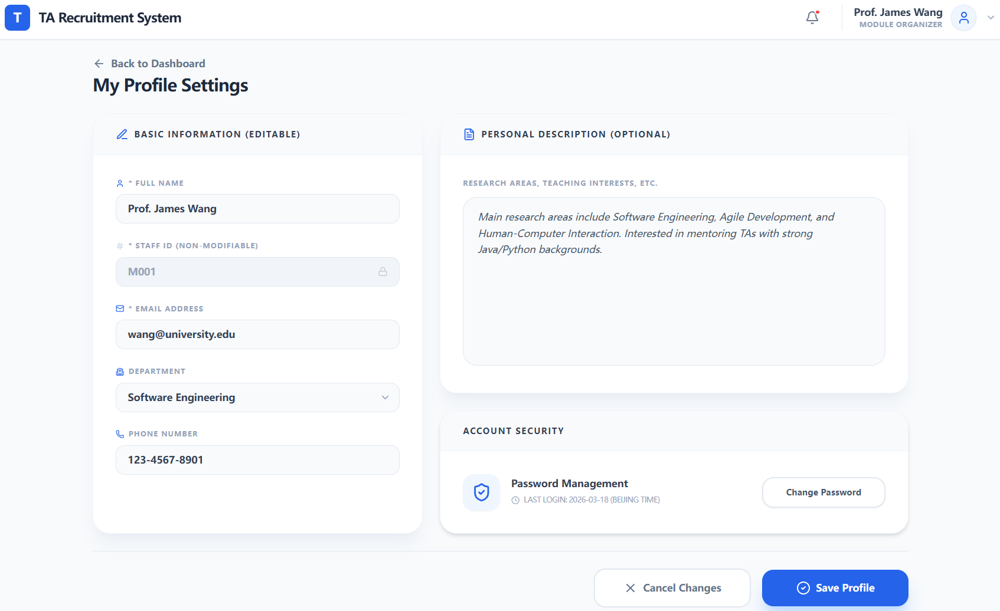 T
TA Recruitment System
Prof. James Wang
MODULE ORGANIZER
Back to Dashboard
My Profile Settings
BASIC INFORMATION (EDITABLE)
* FULL NAME
Prof. James Wang
# * STAFF ID (NON-MODIFIABLE)
M001
* EMAIL ADDRESS
wang@university.edu
DEPARTMENT
Software Engineering
PHONE NUMBER
123-4567-8901
PERSONAL DESCRIPTION (OPTIONAL)
RESEARCH AREAS, TEACHING INTERESTS, ETC.
Main research areas include Software Engineering, Agile Development, and
Human-Computer Interaction. Interested in mentoring TAs with strong
Java/Python backgrounds.
ACCOUNT SECURITY
Password Management
LAST LOGIN: 2026-03-18 (BEIJING TIME)
Change Password
Cancel Changes
Save Profile